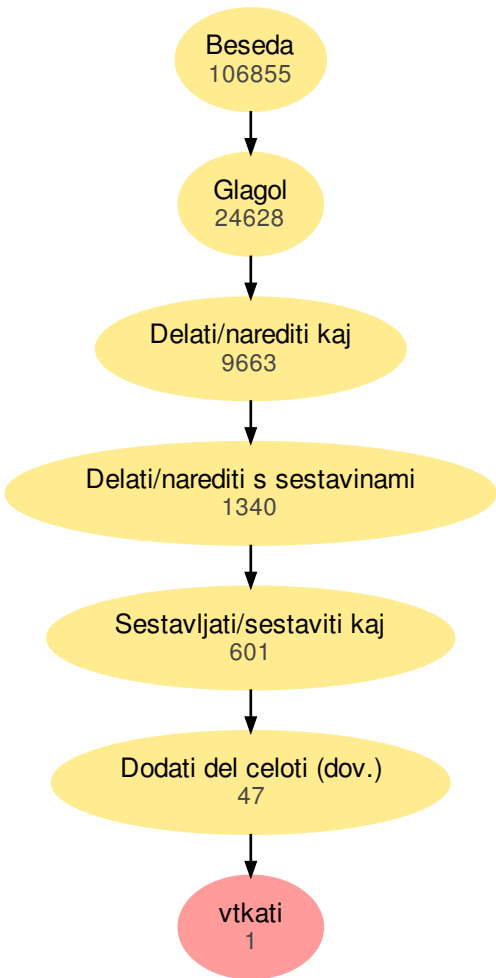 Beseda
106855
Glagol
24628
Delati/narediti kaj
9663
Delati/narediti s sestavinami
1340
Sestavljati/sestaviti kaj
601
Dodati del celoti (dov.)
47
vtkati
1